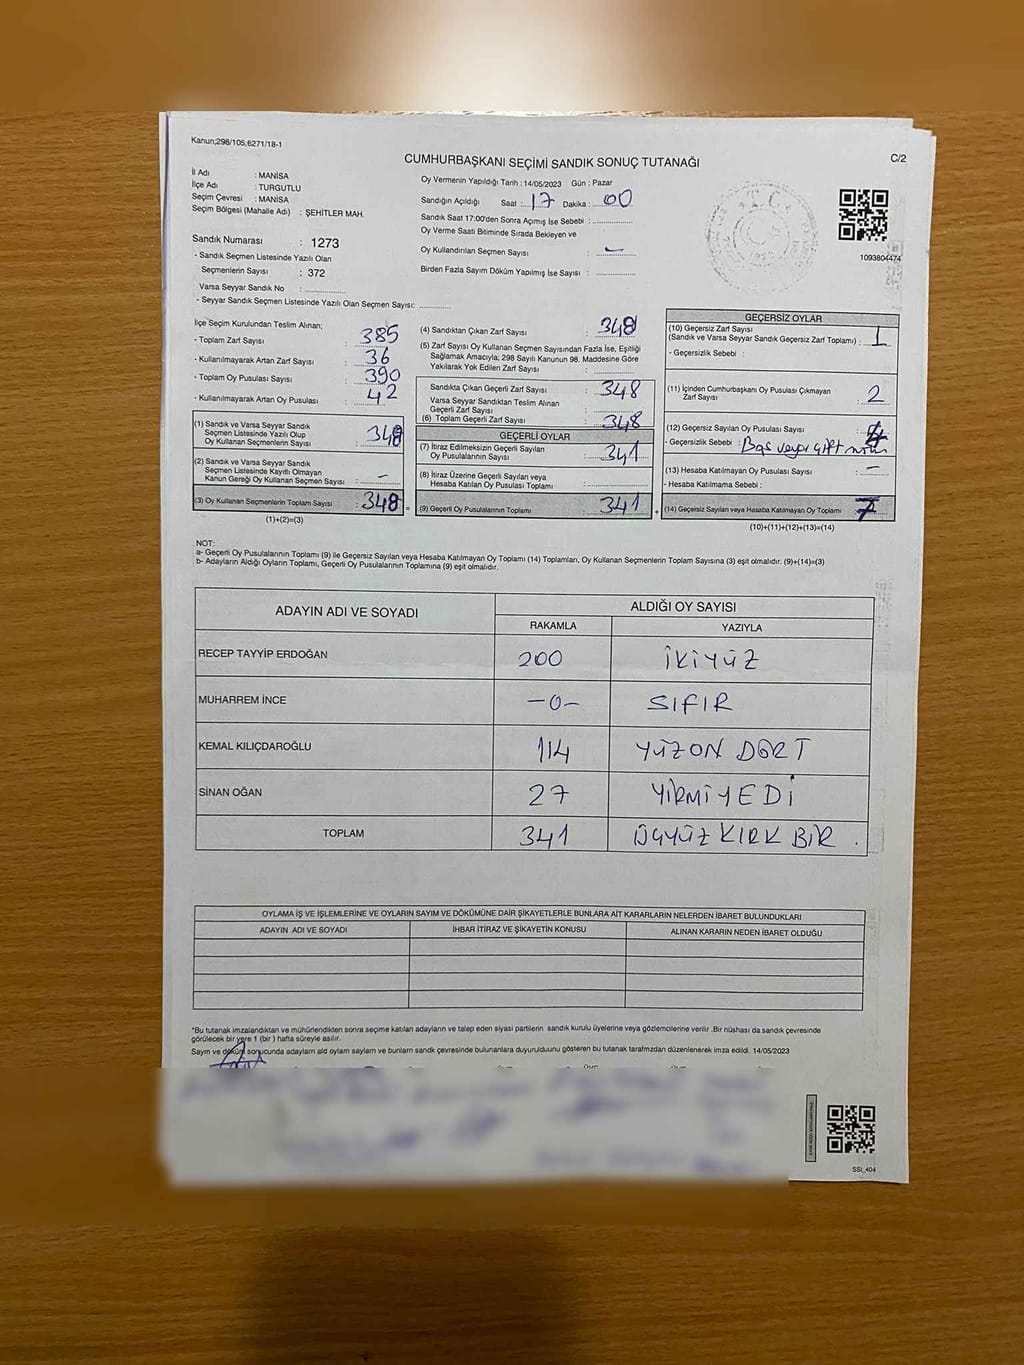 Kanun;298/105;6271/18-1
C/2
CUMHURBAŞKANI SEÇİMİ SANDIK SONUÇ TUTANAĞI
İl Adı : MANİSA
İlçe Adı : TURGUTLU
Seçim Çevresi : MANİSA
Seçim Bölgesi (Mahalle Adı) : ŞEHİTLER MAH.
Sandık Numarası : 1273
- Sandık Seçmen Listesinde Yazılı Olan
Seçmenlerin Sayısı : 372
Varsa Seyyar Sandık No :
- Seyyar Sandık Seçmen Listesinde Yazılı Olan Seçmen Sayısı:
Oy Vermenin Yapıldığı Tarih : 14/05/2023 Gün : Pazar
Sandığın Açıldığı Saat : 17 Dakika : 00
Sandık Saat 17:00'den Sonra Açımış İse Sebebi :
Oy Verme Saati Bitiminde Sırada Bekleyen ve
Oy Kullandırılan Seçmen Sayısı : -
Birden Fazla Sayım Döküm Yapılmış İse Sayısı :
T.C.
1093804474
İlçe Seçim Kurulundan Teslim Alınan;
- Toplam Zarf Sayısı : 385
- Kullanılmayarak Artan Zarf Sayısı : 36
- Toplam Oy Pusulası Sayısı : 390
- Kullanılmayarak Artan Oy Pusulası : 42
(1) Sandık ve Varsa Seyyar Sandık
Seçmen Listesinde Yazılı Olup
Oy Kullanan Seçmenlerin Sayısı : 348
(2) Sandık ve Varsa Seyyar Sandık
Seçmen Listesinde Kayıtlı Olmayan
Kanun Gereği Oy Kullanan Seçmen Sayısı : -
(3) Oy Kullanan Seçmenlerin Toplam Sayısı : 348
(1)+(2)=(3)
(4) Sandıktan Çıkan Zarf Sayısı : 348
(5) Zarf Sayısı Oy Kullanan Seçmen Sayısından Fazla İse, Eşitliği
Sağlamak Amacıyla; 298 Sayılı Kanunun 98. Maddesine Göre
Yakılarak Yok Edilen Zarf Sayısı :
Sandıkta Çıkan Geçerli Zarf Sayısı : 348
Varsa Seyyar Sandıktan Teslim Alınan
Geçerli Zarf Sayısı :
(6) Toplam Geçerli Zarf Sayısı : 348
GEÇERLİ OYLAR
(7) İtiraz Edilmeksizin Geçerli Sayılan
Oy Pusulalarının Sayısı : 341
(8) İtiraz Üzerine Geçerli Sayılan veya
Hesaba Katılan Oy Pusulası Toplamı :
(9) Geçerli Oy Pusulalarının Toplamı : 341
GEÇERSİZ OYLAR
(10) Geçersiz Zarf Sayısı
(Sandık ve Varsa Seyyar Sandık Geçersiz Zarf Toplamı) : 1
- Geçersizlik Sebebi :
(11) İçinden Cumhurbaşkanı Oy Pusulası Çıkmayan
Zarf Sayısı : 2
(12) Geçersiz Sayılan Oy Pusulası Sayısı : 4
- Geçersizlik Sebebi : Boş veya çift
(13) Hesaba Katılmayan Oy Pusulası Sayısı : -
- Hesaba Katılmama Sebebi :
(14) Geçersiz Sayılan veya Hesaba Katılmayan Oy Toplamı : 7
(10)+(11)+(12)+(13)=(14)
NOT:
a- Geçerli Oy Pusulalarının Toplamı (9) ile Geçersiz Sayılan veya Hesaba Katılmayan Oy Toplamı (14) Toplamları, Oy Kullanan Seçmenlerin Toplam Sayısına (3) eşit olmalıdır. (9)+(14)=(3)
b- Adayların Aldığı Oyların Toplamı, Geçerli Oy Pusulalarının Toplamına (9) eşit olmalıdır.
ADAYIN ADI VE SOYADI ALDIĞI OY SAYISI
RAKAMLA YAZIYLA
RECEP TAYYİP ERDOĞAN 200 İKİYÜZ
MUHARREM İNCE -0- SIFIR
KEMAL KILIÇDAROĞLU 114 YÜZON DÖRT
SİNAN OĞAN 27 YİRMİYEDİ
TOPLAM 341 ÜÇYÜZ KIRK BİR .
OYLAMA İŞ VE İŞLEMLERİNE VE OYLARIN SAYIM VE DÖKÜMÜNE DAİR ŞİKAYETLERLE BUNLARA AİT KARARLARIN NELERDEN İBARET BULUNDUKLARI
ADAYIN ADI VE SOYADI İHBAR İTİRAZ VE ŞİKAYETİN KONUSU ALINAN KARARIN NEDEN İBARET OLDUĞU
*Bu tutanak imzalandıktan ve mühürlendikten sonra seçime katılan adayların ve talep eden siyasi partilerin sandık kurulu üyelerine veya gözlemcilerine verilir .Bir nüshası da sandık çevresinde
görülecek bir yere 1 (bir ) hafta süreyle asılır.
Sayım ve döküm sonucunda adayların ald oyların sayların ve bunların sandk çevresinde bulunanlara duyurulduunu gösteren bu tutanak tarafmzdan düzenlenerek imza edildi. 14/05/2023
SSI_404